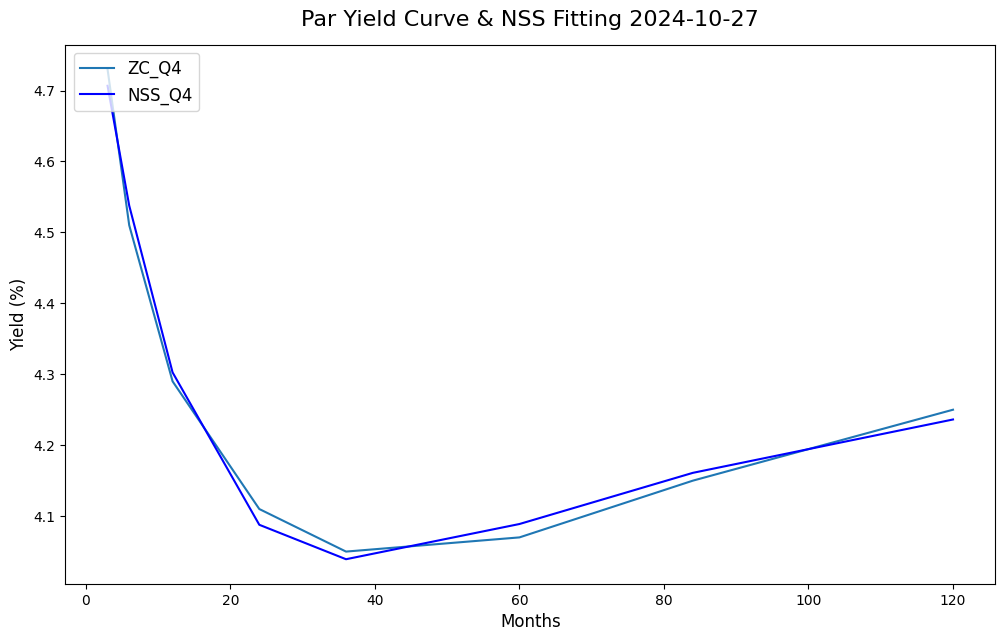 Par Yield Curve & NSS Fitting 2024-10-27
ZC_Q4
NSS_Q4
Yield (%)
4.7
4.6
4.5
4.4
4.3
4.2
4.1
0 20 40 60 80 100 120
Months